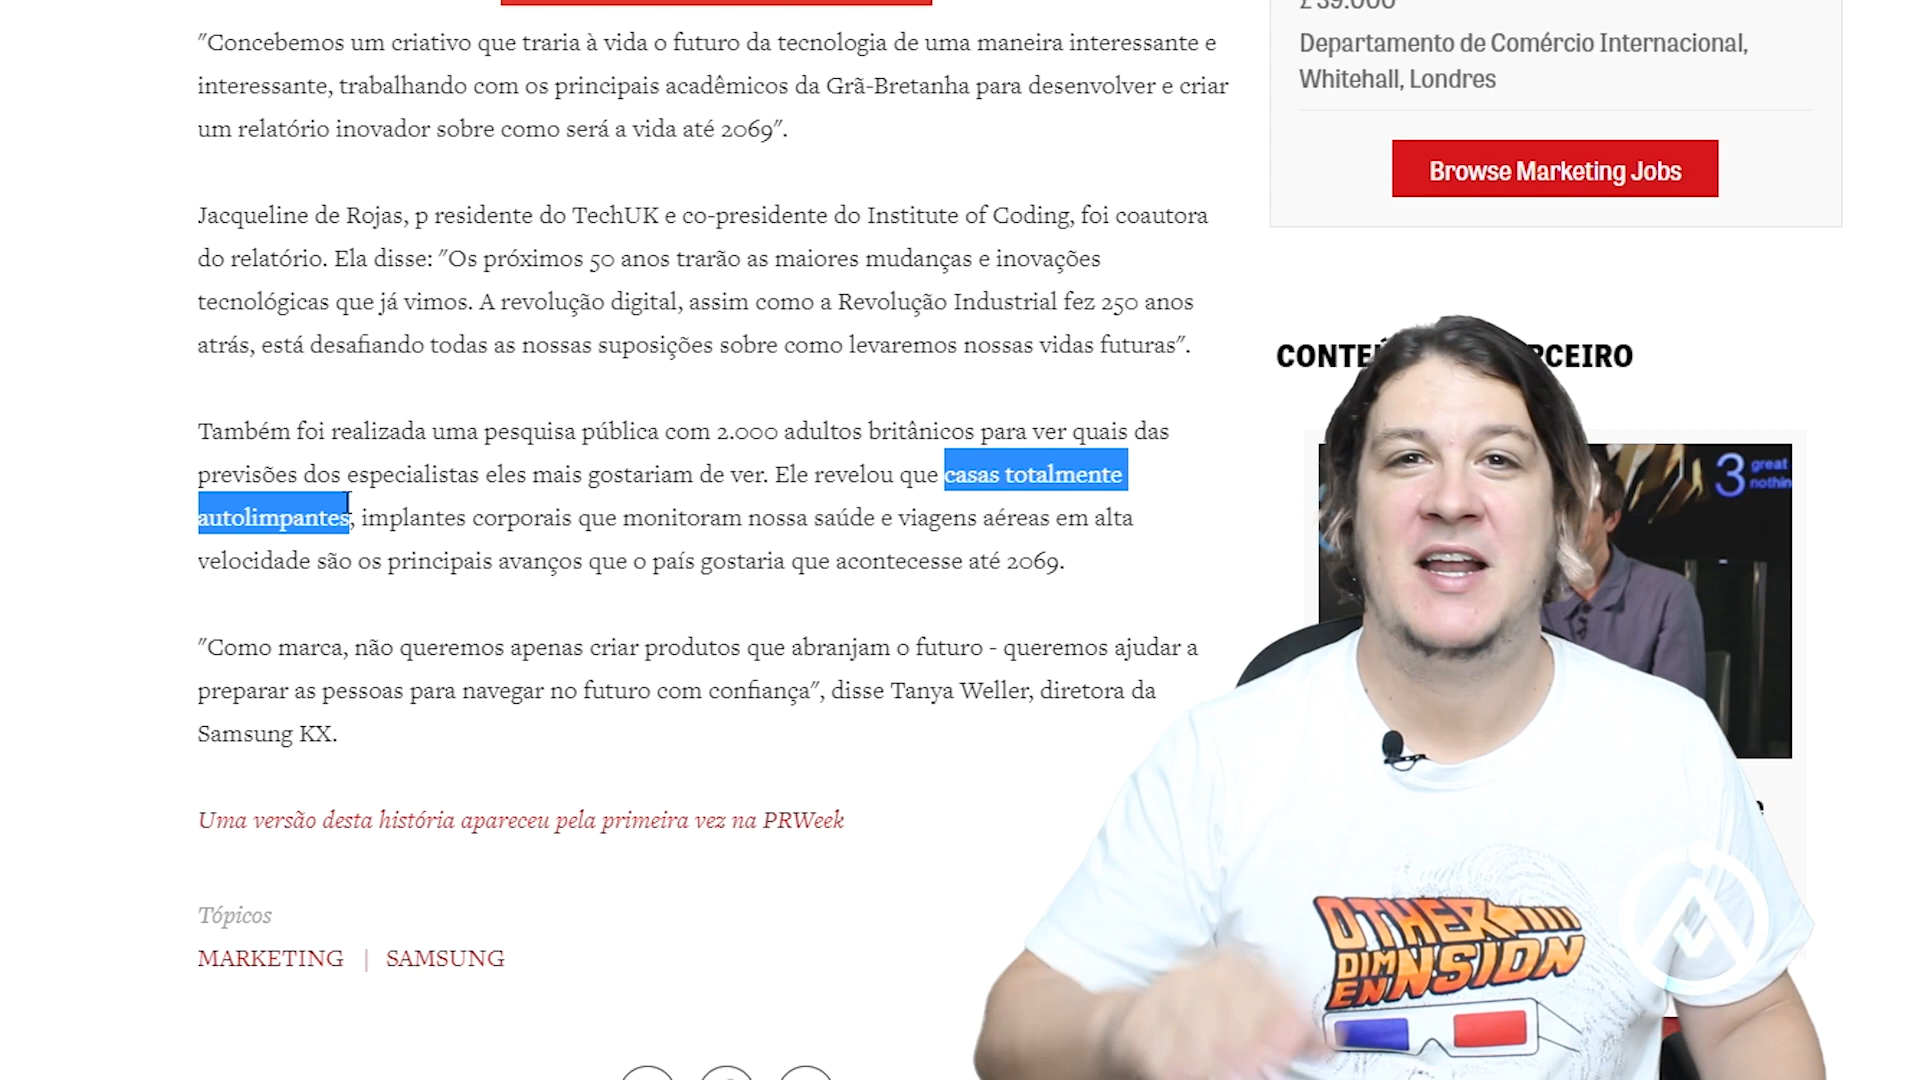 "Concebemos um criativo que traria à vida o futuro da tecnologia de uma maneira interessante e
interessante, trabalhando com os principais acadêmicos da Grã-Bretanha para desenvolver e criar
um relatório inovador sobre como será a vida até 2069".
Jacqueline de Rojas, p residente do TechUK e co-presidente do Institute of Coding, foi coautora
do relatório. Ela disse: "Os próximos 50 anos trarão as maiores mudanças e inovações
tecnológicas que já vimos. A revolução digital, assim como a Revolução Industrial fez 250 anos
atrás, está desafiando todas as nossas suposições sobre como levaremos nossas vidas futuras".
Também foi realizada uma pesquisa pública com 2.000 adultos britânicos para ver quais das
previsões dos especialistas eles mais gostariam de ver. Ele revelou que casas totalmente
autolimpantes, implantes corporais que monitoram nossa saúde e viagens aéreas em alta
velocidade são os principais avanços que o país gostaria que acontecesse até 2069.
"Como marca, não queremos apenas criar produtos que abranjam o futuro - queremos ajudar a
preparar as pessoas para navegar no futuro com confiança", disse Tanya Weller, diretora da
Samsung KX.
Uma versão desta história apareceu pela primeira vez na PRWeek
Tópicos
MARKETING | SAMSUNG
£39.000
Departamento de Comércio Internacional,
Whitehall, Londres
Browse Marketing Jobs
3 great
OTHER
DIMENNSION